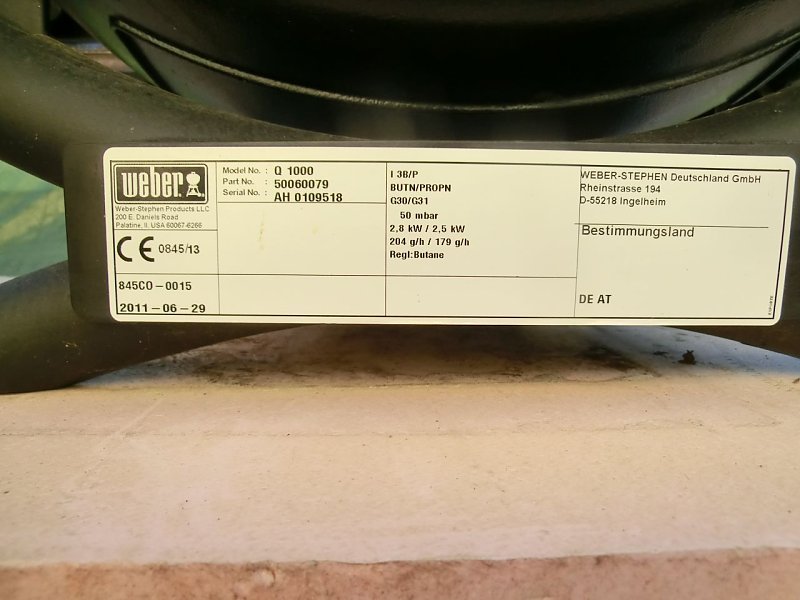 weber
Weber-Stephen Products LLC
200 E. Daniels Road
Palatine, Il. USA 60067-6266
CE 0845/13
845CO-0015
2011-06-29
Model No. : Q 1000
Part No. : 50060079
Serial No. : AH 0109518
I 3B/P
BUTN/PROPN
G30/G31
50 mbar
2,8 kW / 2,5 kW
204 g/h / 179 g/h
Regl:Butane
WEBER-STEPHEN Deutschland GmbH
Rheinstrasse 194
D-55218 Ingelheim
Bestimmungsland
DE AT